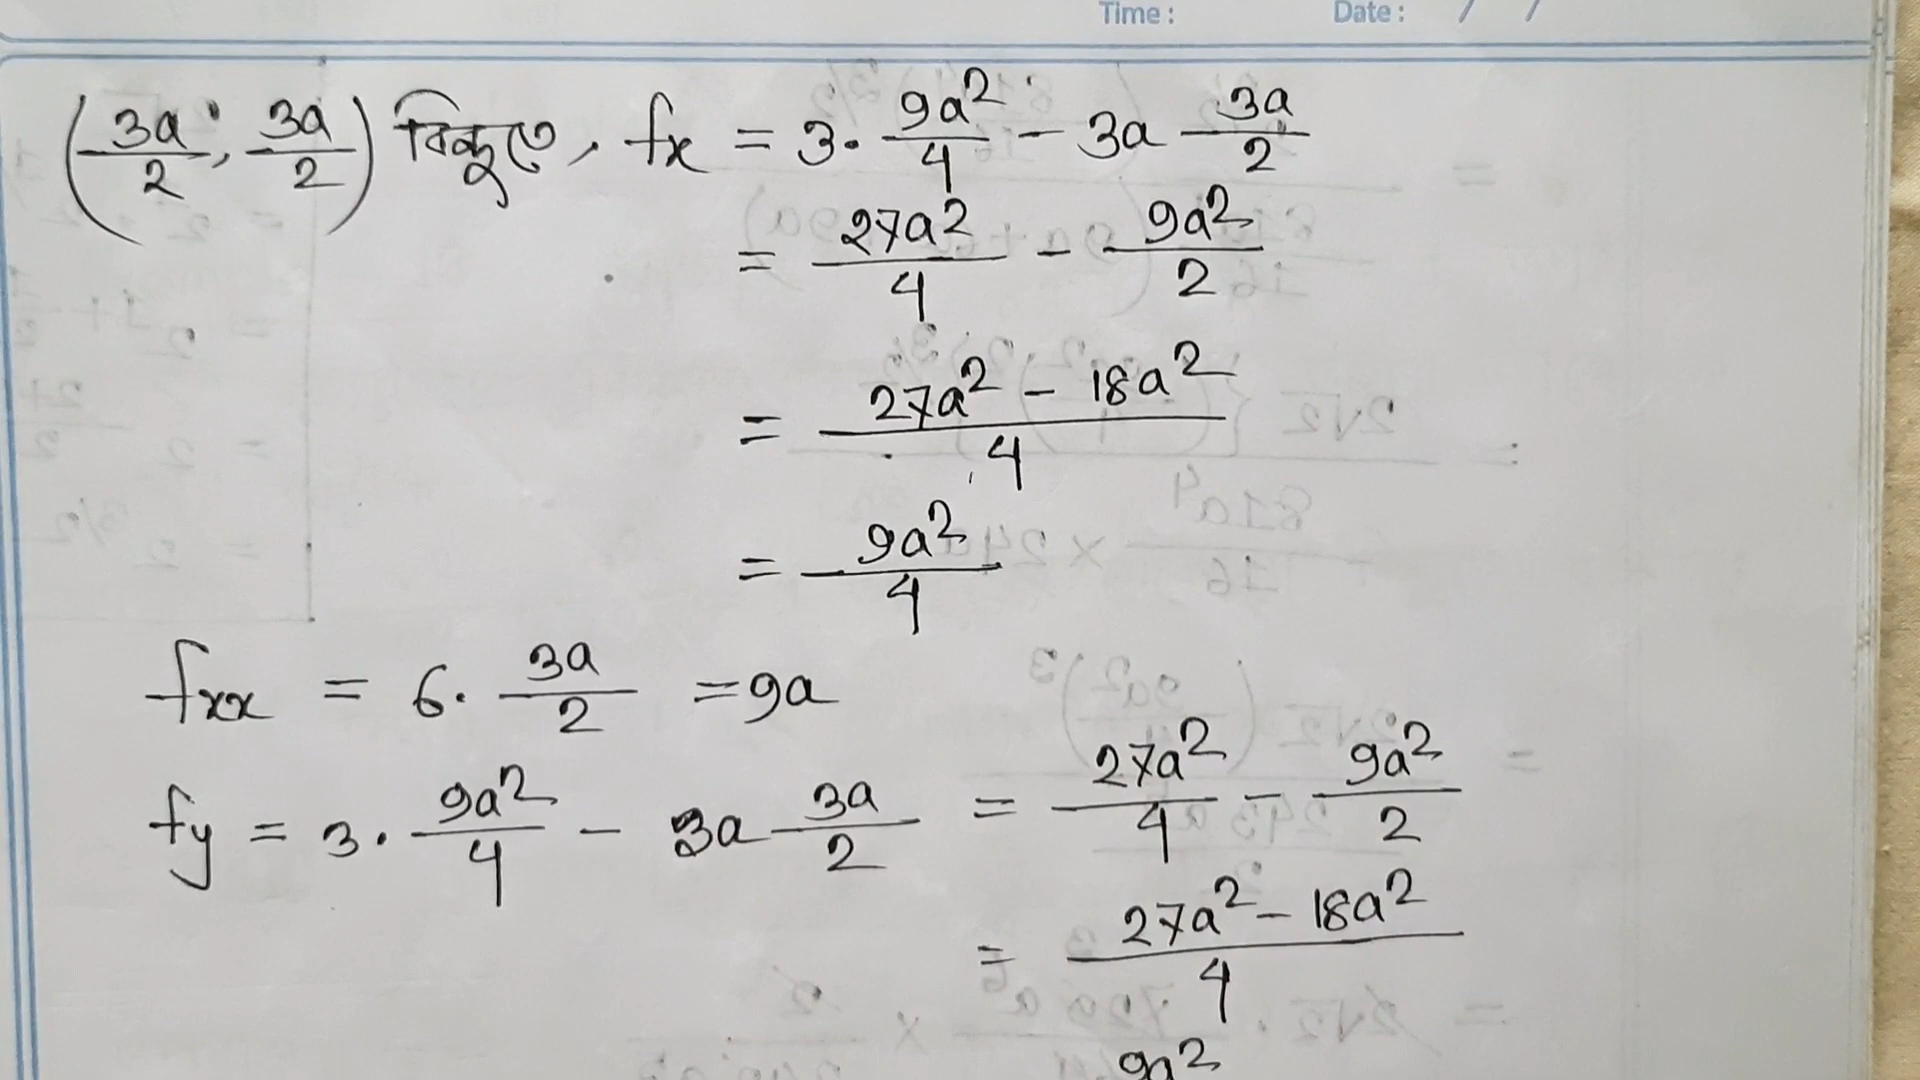 Time : Date : / /
(3a/2, 3a/2) বিন্দুতে, fx = 3. 9a²/4 - 3a 3a/2
= 27a²/4 - 9a²/2
= (27a² - 18a²)/4
= 9a²/4
fxx = 6. 3a/2 = 9a
fy = 3. 9a²/4 - 3a 3a/2 = 27a²/4 - 9a²/2
= (27a² - 18a²)/4
9a²